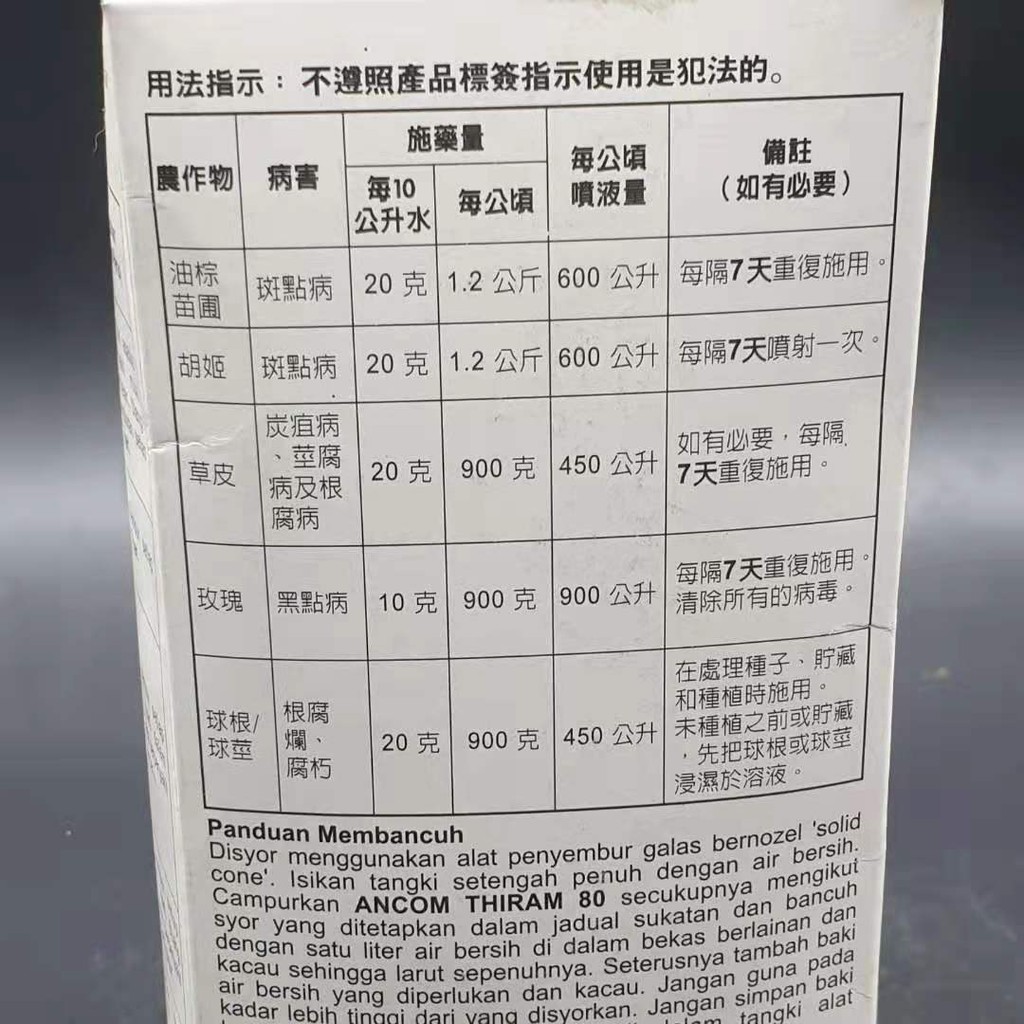 用法指示：不遵照產品標簽指示使用是犯法的。
農作物 病害 施藥量 每公頃噴液量 備註（如有必要）
每10公升水 每公頃
油棕苗圃 斑點病 20 克 1.2 公斤 600 公升 每隔7天重復施用。
胡姬 斑點病 20 克 1.2 公斤 600 公升 每隔7天噴射一次。
草皮 炭疽病、莖腐病及根腐病 20 克 900 克 450 公升 如有必要，每隔7天重復施用。
玫瑰 黑點病 10 克 900 克 900 公升 每隔7天重復施用。清除所有的病毒。
球根/球莖 根腐爛、腐朽 20 克 900 克 450 公升 在處理種子、貯藏和種植時施用。未種植之前或貯藏，先把球根或球莖浸濕於溶液。
Panduan Membancuh
Disyor menggunakan alat penyembur galas bernozel 'solid
cone'. Isikan tangki setengah penuh dengan air bersih.
Campurkan ANCOM THIRAM 80 secukupnya mengikut
syor yang ditetapkan dalam jadual sukatan dan bancuh
dengan satu liter air bersih di dalam bekas berlainan dan
kacau sehingga larut sepenuhnya. Seterusnya tambah baki
air bersih yang diperlukan dan kacau. Jangan guna pada
kadar lebih tinggi dari yang disyorkan. Jangan simpan baki
tangki alat